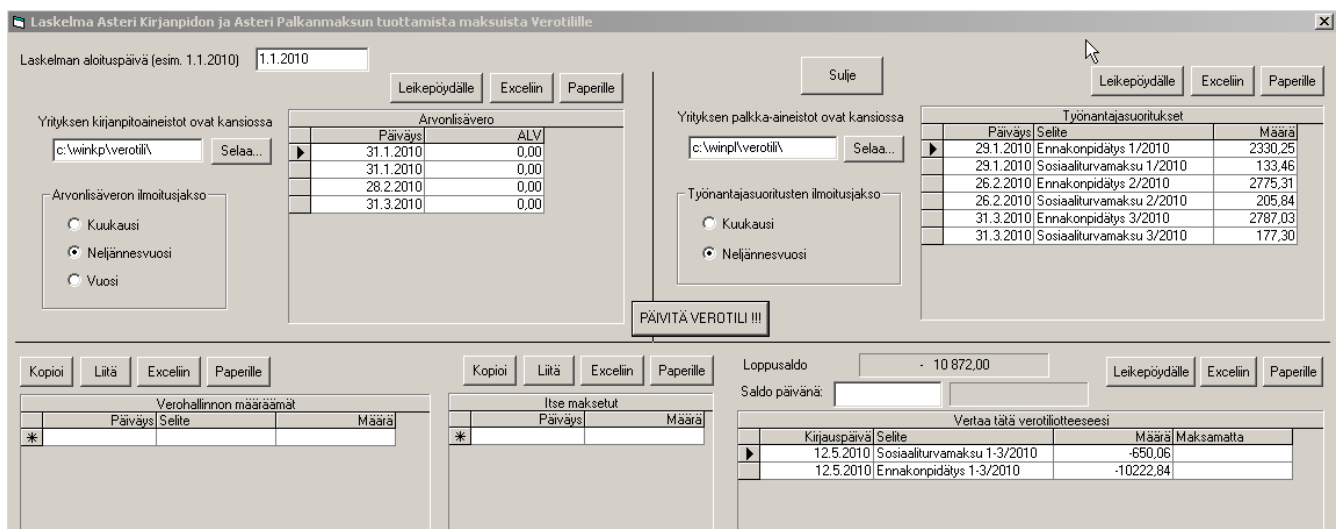 Laskelma Asteri Kirjanpidon ja Asteri Palkanmaksun tuottamista maksuista Verotilille
Laskelman aloituspäivä (esim. 1.1.2010) 1.1.2010
Leikepöydälle Exceliin Paperille
Yrityksen kirjanpitoaineistot ovat kansiossa
c:\winkp\verotili\ Selaa...
Arvonlisäveron ilmoitusjakso
Kuukausi
Neljännesvuosi
Vuosi
Arvonlisävero
Päiväys ALV
31.1.2010 0,00
31.1.2010 0,00
28.2.2010 0,00
31.3.2010 0,00
Sulje
Leikepöydälle Exceliin Paperille
Yrityksen palkka-aineistot ovat kansiossa
c:\winpl\verotili\ Selaa...
Työnantajasuoritusten ilmoitusjakso
Kuukausi
Neljännesvuosi
Työnantajasuoritukset
Päiväys Selite Määrä
29.1.2010 Ennakonpidätys 1/2010 2330,25
29.1.2010 Sosiaaliturvamaksu 1/2010 133,46
26.2.2010 Ennakonpidätys 2/2010 2775,31
26.2.2010 Sosiaaliturvamaksu 2/2010 205,84
31.3.2010 Ennakonpidätys 3/2010 2787,03
31.3.2010 Sosiaaliturvamaksu 3/2010 177,30
PÄIVITÄ VEROTILI !!!
Kopioi Liitä Exceliin Paperille
Verohallinnon määräämät
Päiväys Selite Määrä
Kopioi Liitä Exceliin Paperille
Itse maksetut
Päiväys Määrä
Loppusaldo - 10 872,00
Saldo päivänä:
Leikepöydälle Exceliin Paperille
Vertaa tätä verotiliotteeseesi
Kirjauspäivä Selite Määrä Maksamatta
12.5.2010 Sosiaaliturvamaksu 1-3/2010 -650,06
12.5.2010 Ennakonpidätys 1-3/2010 -10222,84